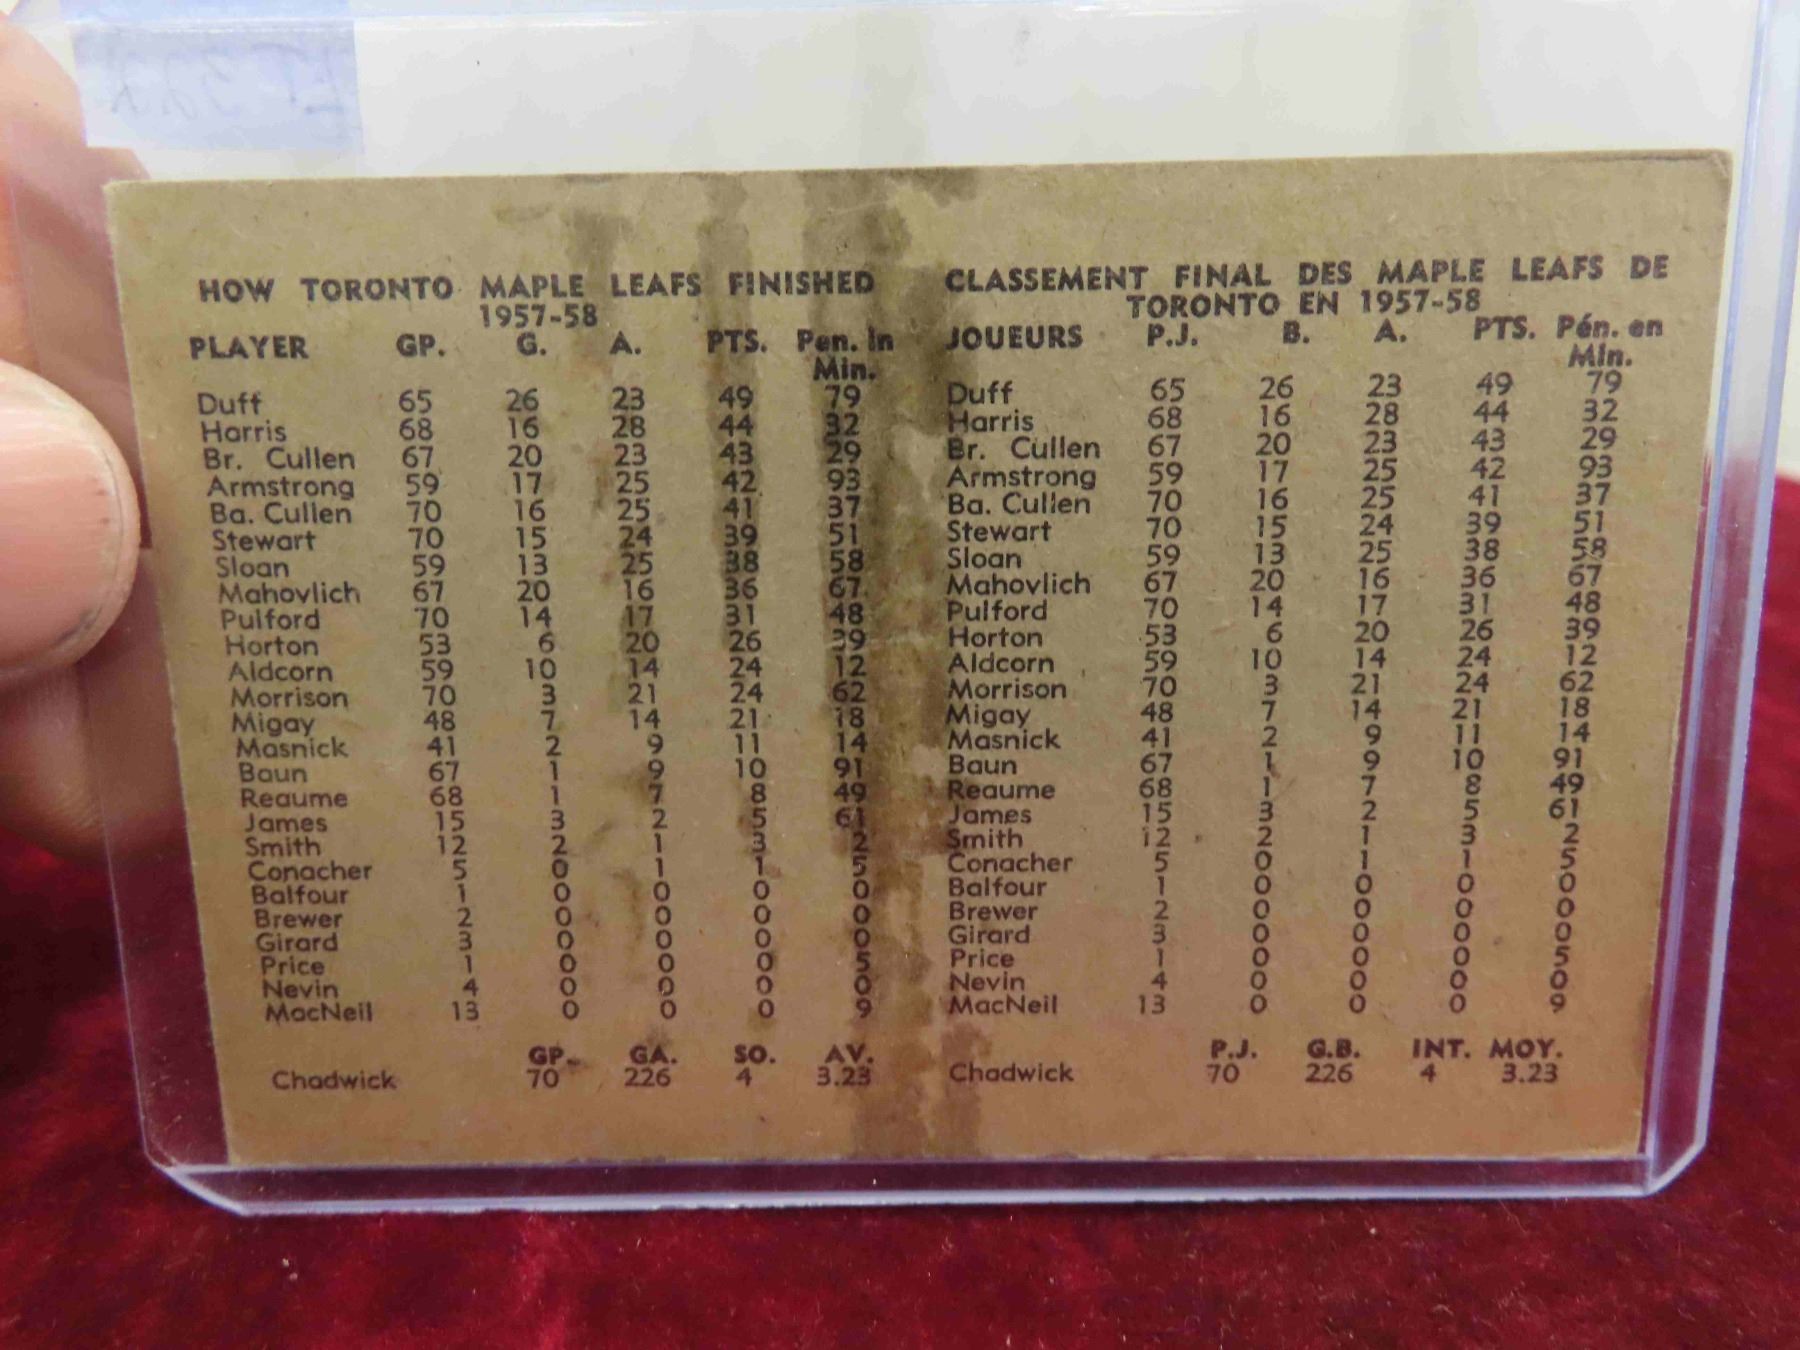 HOW TORONTO MAPLE LEAFS FINISHED
1957-58
PLAYER GP. G. A. PTS. Pen. in
Min.
Duff 65 26 23 49 79
Harris 68 16 28 44 32
Br. Cullen 67 20 23 43 29
Armstrong 59 17 25 42 93
Ba. Cullen 70 16 25 41 37
Stewart 70 15 24 39 51
Sloan 59 13 25 38 58
Mahovlich 67 20 16 36 67
Pulford 70 14 17 31 48
Horton 53 6 20 26 39
Aldcorn 59 10 14 24 12
Morrison 70 3 21 24 62
Migay 48 7 14 21 18
Masnick 41 2 9 11 14
Baun 67 1 9 10 91
Reaume 68 1 7 8 49
James 15 3 2 5 61
Smith 12 2 1 3 2
Conacher 5 0 1 1 5
Balfour 1 0 0 0 0
Brewer 2 0 0 0 0
Girard 3 0 0 0 0
Price 1 0 0 0 5
Nevin 4 0 0 0 0
MacNeil 13 0 0 0 9
GP. GA. SO. AV.
Chadwick 70 226 4 3.23
CLASSEMENT FINAL DES MAPLE LEAFS DE
TORONTO EN 1957-58
JOUEURS P.J. B. A. PTS. Pén. en
Min.
Duff 65 26 23 49 79
Harris 68 16 28 44 32
Br. Cullen 67 20 23 43 29
Armstrong 59 17 25 42 93
Ba. Cullen 70 16 25 41 37
Stewart 70 15 24 39 51
Sloan 59 13 25 38 58
Mahovlich 67 20 16 36 67
Pulford 70 14 17 31 48
Horton 53 6 20 26 39
Aldcorn 59 10 14 24 12
Morrison 70 3 21 24 62
Migay 48 7 14 21 18
Masnick 41 2 9 11 14
Baun 67 1 9 10 91
Reaume 68 1 7 8 49
James 15 3 2 5 61
Smith 12 2 1 3 2
Conacher 5 0 1 1 5
Balfour 1 0 0 0 0
Brewer 2 0 0 0 0
Girard 3 0 0 0 0
Price 1 0 0 0 5
Nevin 4 0 0 0 0
MacNeil 13 0 0 0 9
P.J. G.B. INT. MOY.
Chadwick 70 226 4 3.23